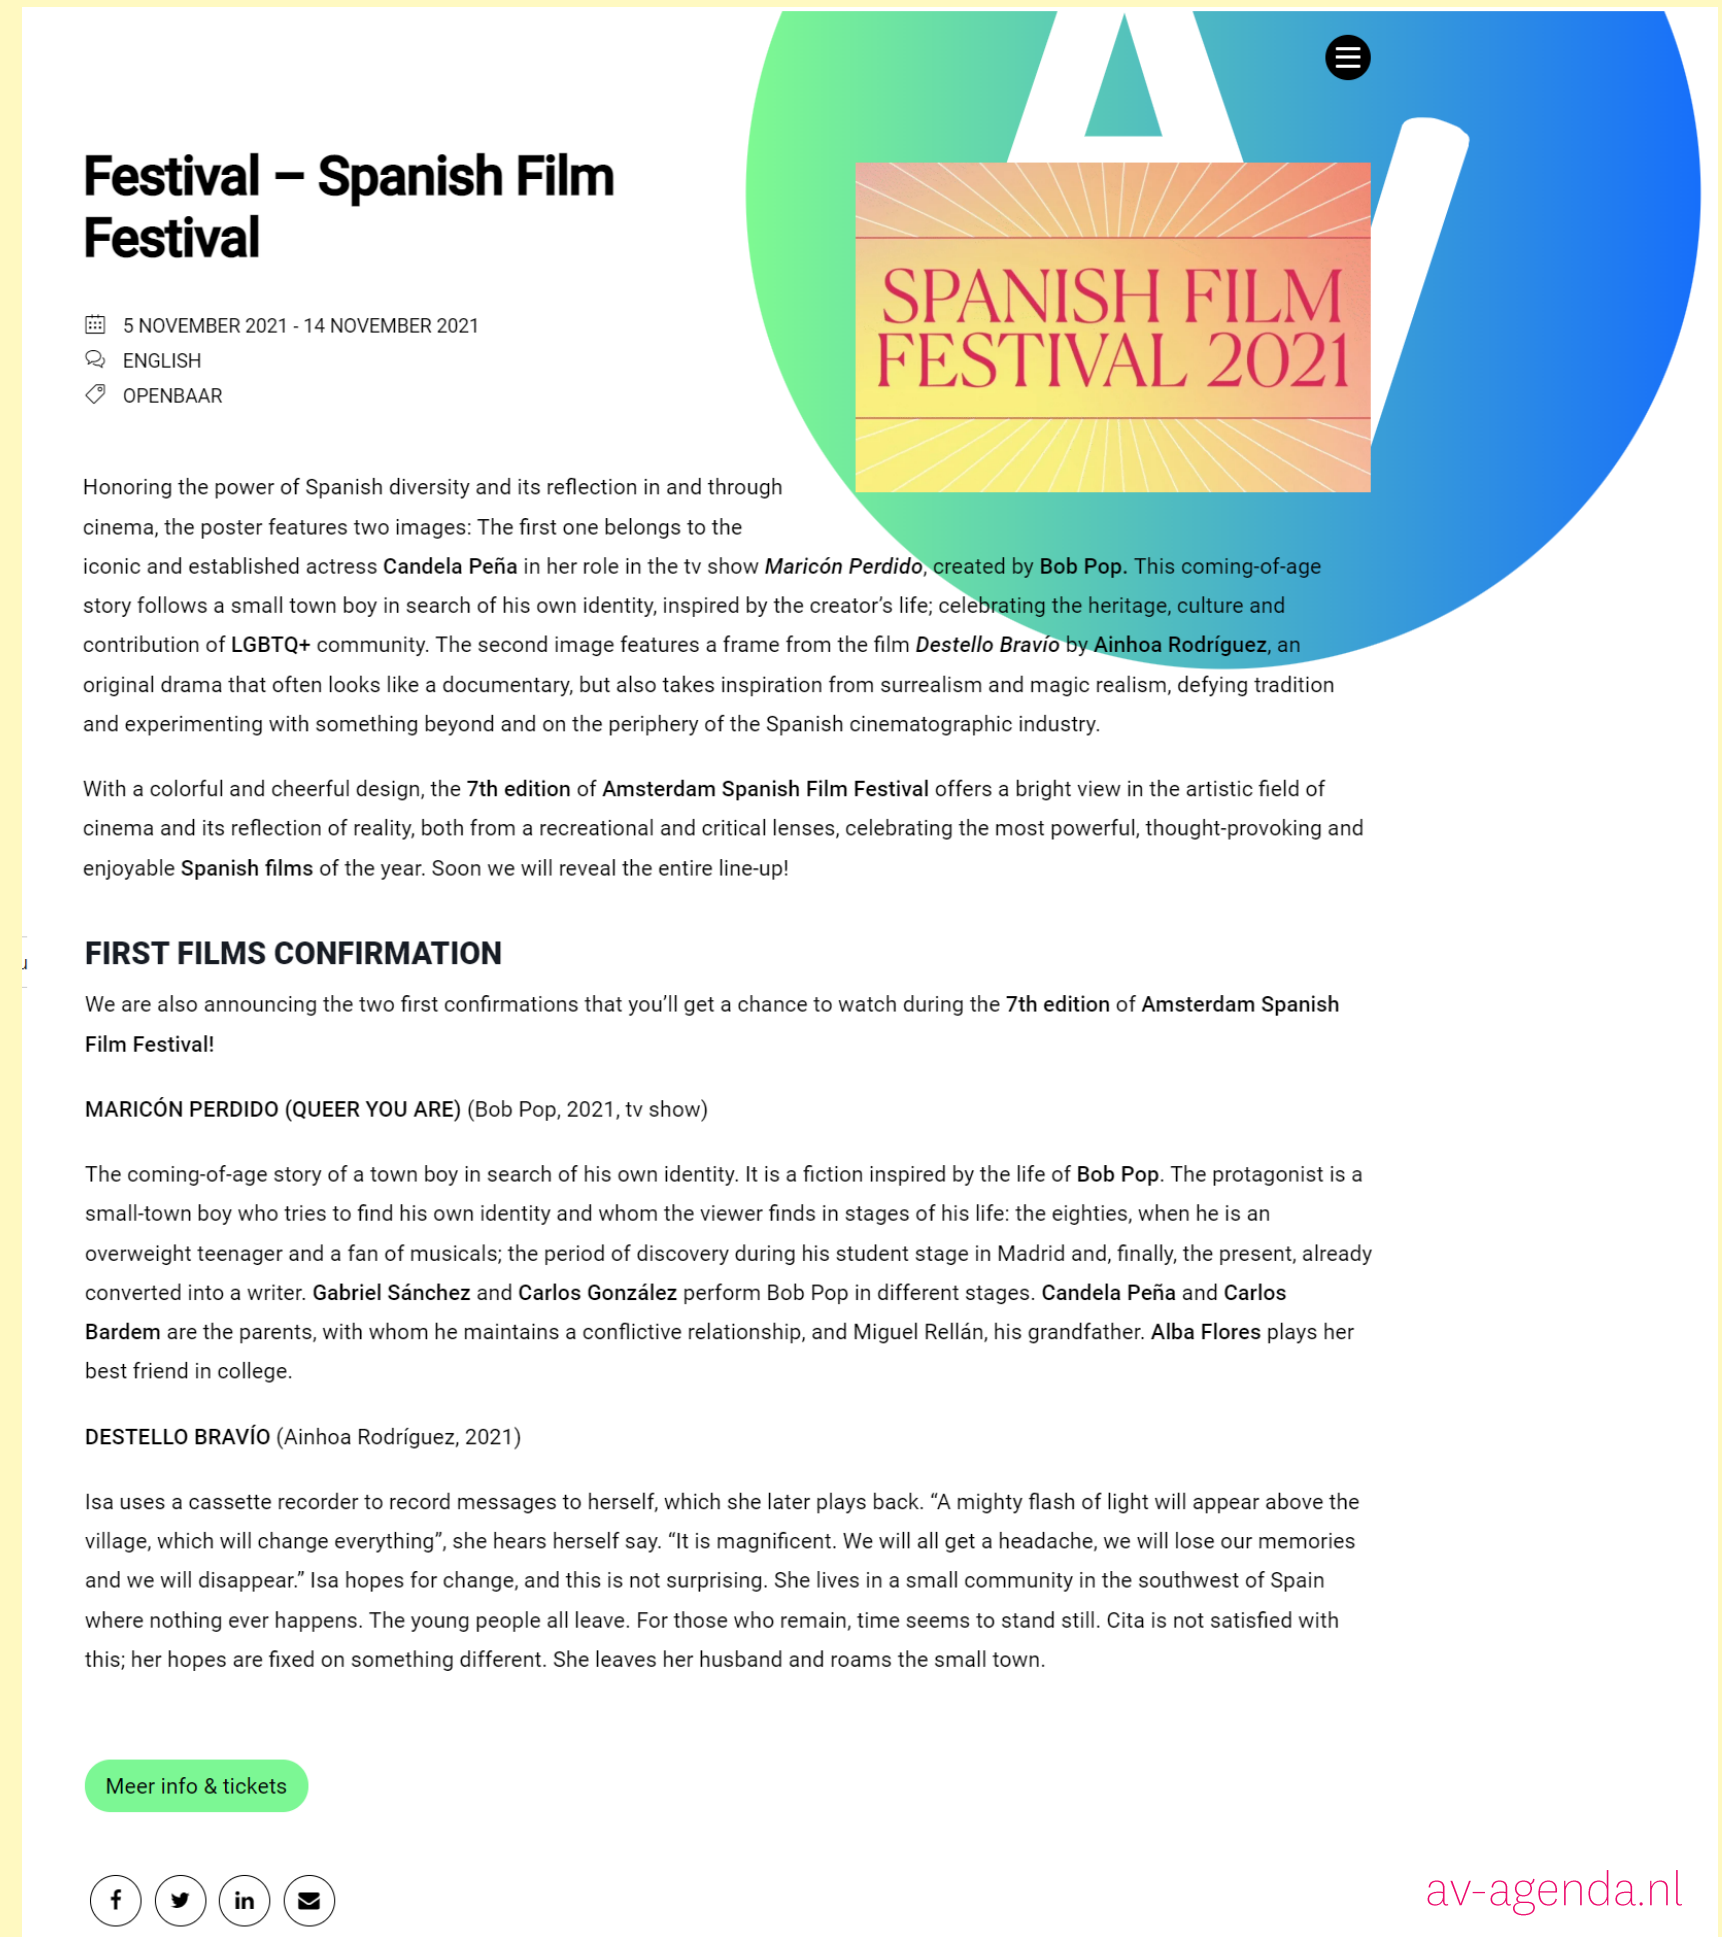 Festival – Spanish Film
Festival
5 NOVEMBER 2021 - 14 NOVEMBER 2021
ENGLISH
OPENBAAR
SPANISH FILM
FESTIVAL 2021
Honoring the power of Spanish diversity and its reflection in and through
cinema, the poster features two images: The first one belongs to the
iconic and established actress Candela Peña in her role in the tv show Maricón Perdido, created by Bob Pop. This coming-of-age
story follows a small town boy in search of his own identity, inspired by the creator’s life; celebrating the heritage, culture and
contribution of LGBTQ+ community. The second image features a frame from the film Destello Bravío by Ainhoa Rodríguez, an
original drama that often looks like a documentary, but also takes inspiration from surrealism and magic realism, defying tradition
and experimenting with something beyond and on the periphery of the Spanish cinematographic industry.
With a colorful and cheerful design, the 7th edition of Amsterdam Spanish Film Festival offers a bright view in the artistic field of
cinema and its reflection of reality, both from a recreational and critical lenses, celebrating the most powerful, thought-provoking and
enjoyable Spanish films of the year. Soon we will reveal the entire line-up!
FIRST FILMS CONFIRMATION
We are also announcing the two first confirmations that you’ll get a chance to watch during the 7th edition of Amsterdam Spanish
Film Festival!
MARICÓN PERDIDO (QUEER YOU ARE) (Bob Pop, 2021, tv show)
The coming-of-age story of a town boy in search of his own identity. It is a fiction inspired by the life of Bob Pop. The protagonist is a
small-town boy who tries to find his own identity and whom the viewer finds in stages of his life: the eighties, when he is an
overweight teenager and a fan of musicals; the period of discovery during his student stage in Madrid and, finally, the present, already
converted into a writer. Gabriel Sánchez and Carlos González perform Bob Pop in different stages. Candela Peña and Carlos
Bardem are the parents, with whom he maintains a conflictive relationship, and Miguel Rellán, his grandfather. Alba Flores plays her
best friend in college.
DESTELLO BRAVÍO (Ainhoa Rodríguez, 2021)
Isa uses a cassette recorder to record messages to herself, which she later plays back. “A mighty flash of light will appear above the
village, which will change everything”, she hears herself say. “It is magnificent. We will all get a headache, we will lose our memories
and we will disappear.” Isa hopes for change, and this is not surprising. She lives in a small community in the southwest of Spain
where nothing ever happens. The young people all leave. For those who remain, time seems to stand still. Cita is not satisfied with
this; her hopes are fixed on something different. She leaves her husband and roams the small town.
Meer info & tickets
av-agenda.nl